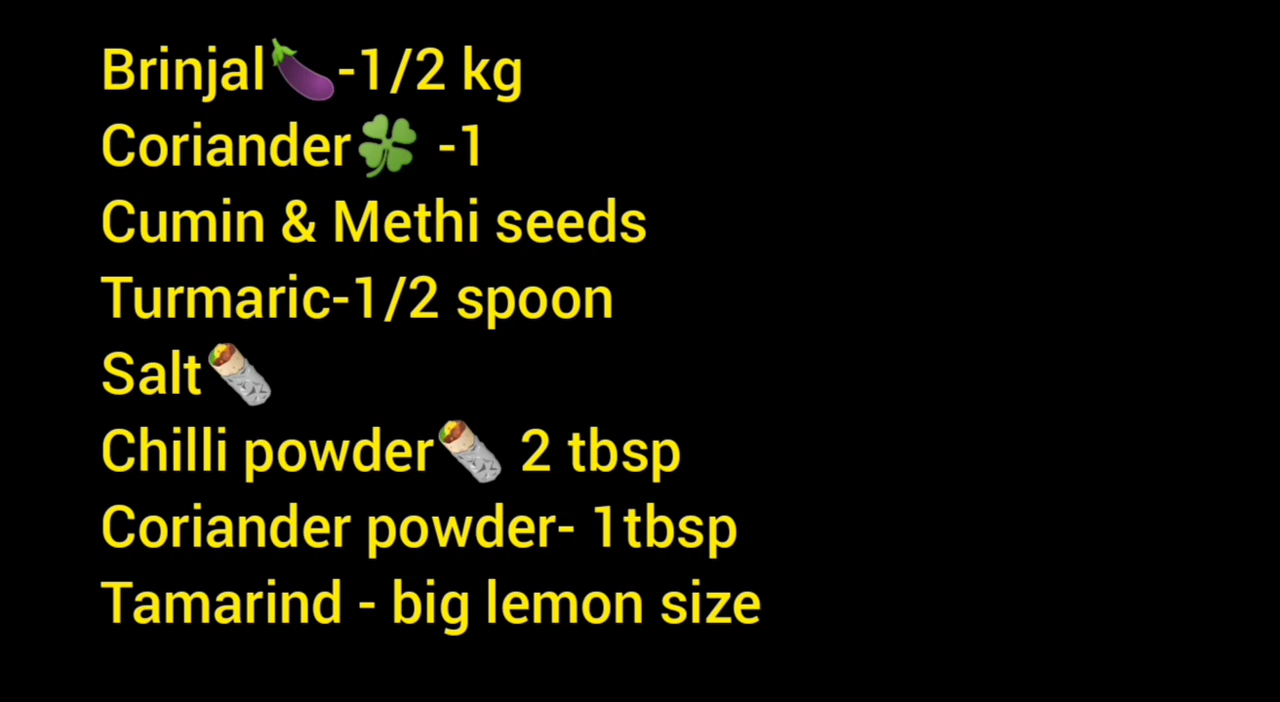 Brinjal🍆-1/2 kg
Coriander🍀 -1
Cumin & Methi seeds
Turmaric-1/2 spoon
Salt🌯
Chilli powder🌯 2 tbsp
Coriander powder- 1tbsp
Tamarind - big lemon size